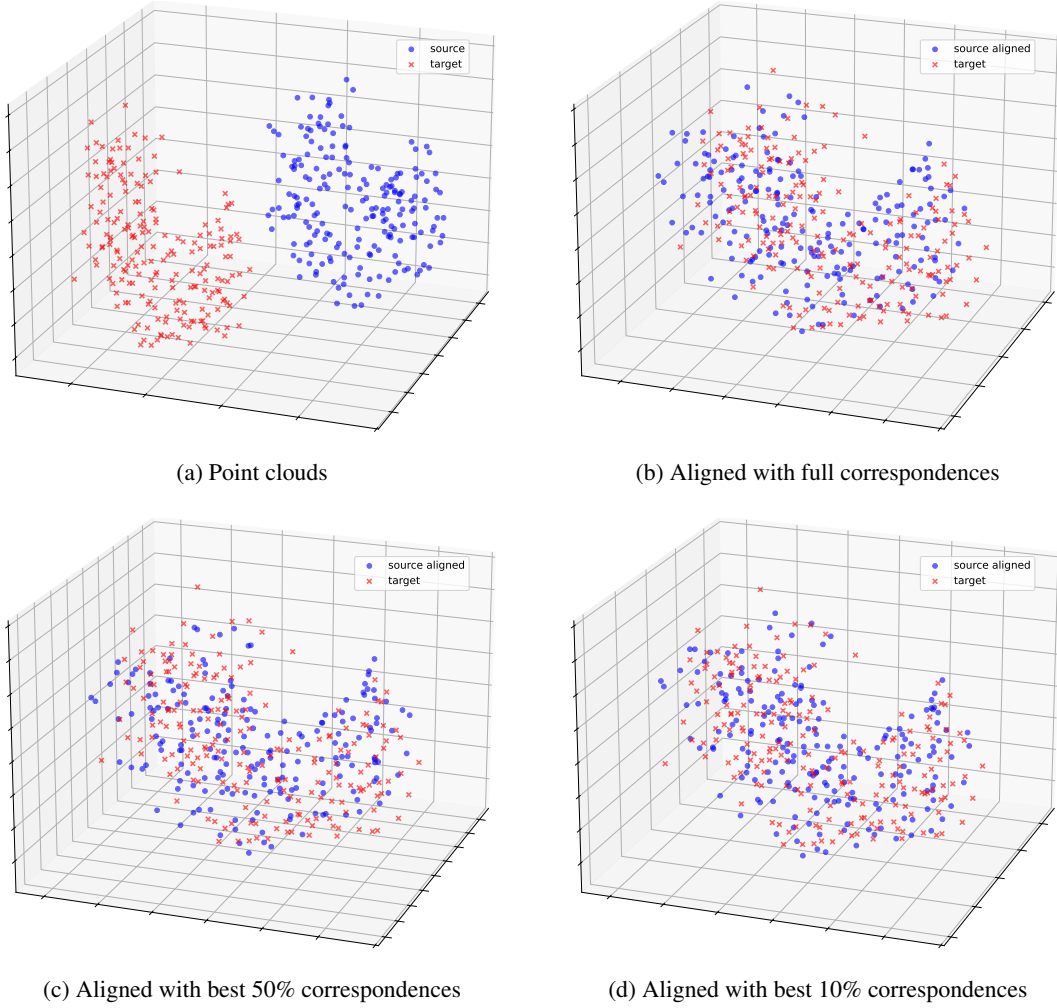 source
target
(a) Point clouds
source aligned
target
(b) Aligned with full correspondences
source aligned
target
(c) Aligned with best 50% correspondences
source aligned
target
(d) Aligned with best 10% correspondences